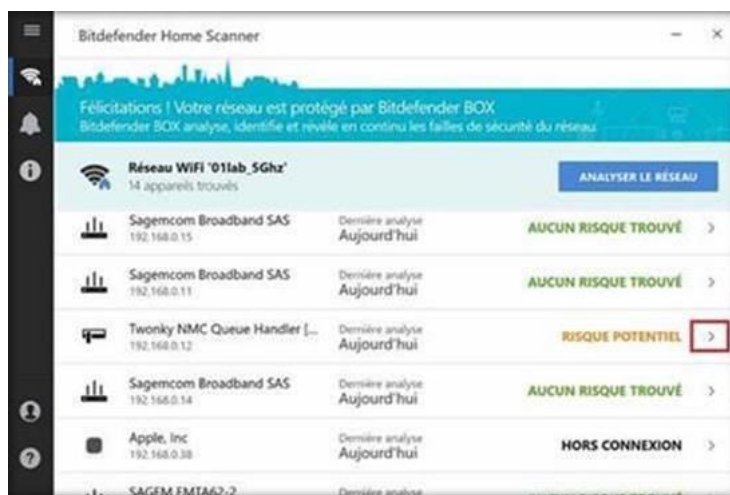 Bitdefender Home Scanner
Félicitations ! Votre réseau est protégé par Bitdefender BOX
Bitdefender BOX analyse, identifie et révèle en continu les failles de sécurité du réseau.
Réseau WiFi '01lab_5Ghz'
14 appareils trouvés
ANALYSER LE RÉSEAU
Sagemcom Broadband SAS
192.168.0.15
Dernière analyse
Aujourd'hui
AUCUN RISQUE TROUVÉ
Sagemcom Broadband SAS
192.168.0.11
Dernière analyse
Aujourd'hui
AUCUN RISQUE TROUVÉ
Twonky NMC Queue Handler [...
192.168.0.12
Dernière analyse
Aujourd'hui
RISQUE POTENTIEL
Sagemcom Broadband SAS
192.168.0.14
Dernière analyse
Aujourd'hui
AUCUN RISQUE TROUVÉ
Apple, Inc
192.168.0.38
Dernière analyse
Aujourd'hui
HORS CONNEXION
SAGEM FMTA62-2
Dernière analyse
AUCUN RISQUE TROUVÉ